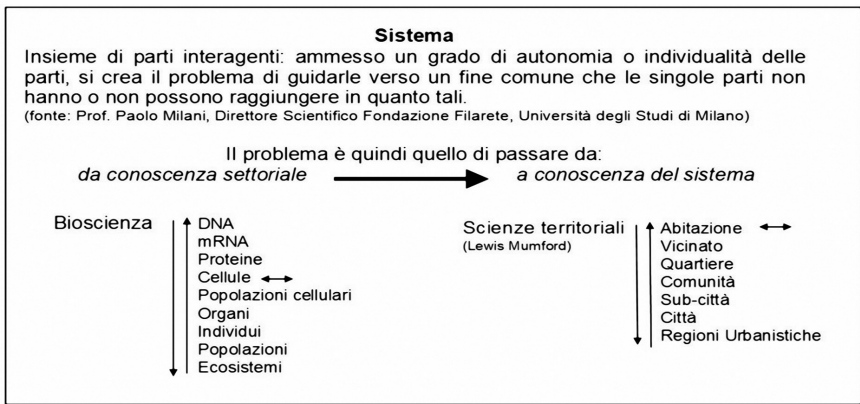 Sistema
Insieme di parti interagenti: ammesso un grado di autonomia o individualità delle
parti, si crea il problema di guidarle verso un fine comune che le singole parti non
hanno o non possono raggiungere in quanto tali.
(fonte: Prof. Paolo Milani, Direttore Scientifico Fondazione Filarete, Università degli Studi di Milano)
Il problema è quindi quello di passare da:
da conoscenza settoriale a conoscenza del sistema
Bioscienza
DNA
mRNA
Proteine
Cellule
Popolazioni cellulari
Organi
Individui
Popolazioni
Ecosistemi
Scienze territoriali
(Lewis Mumford)
Abitazione
Vicinato
Quartiere
Comunità
Sub-città
Città
Regioni Urbanistiche